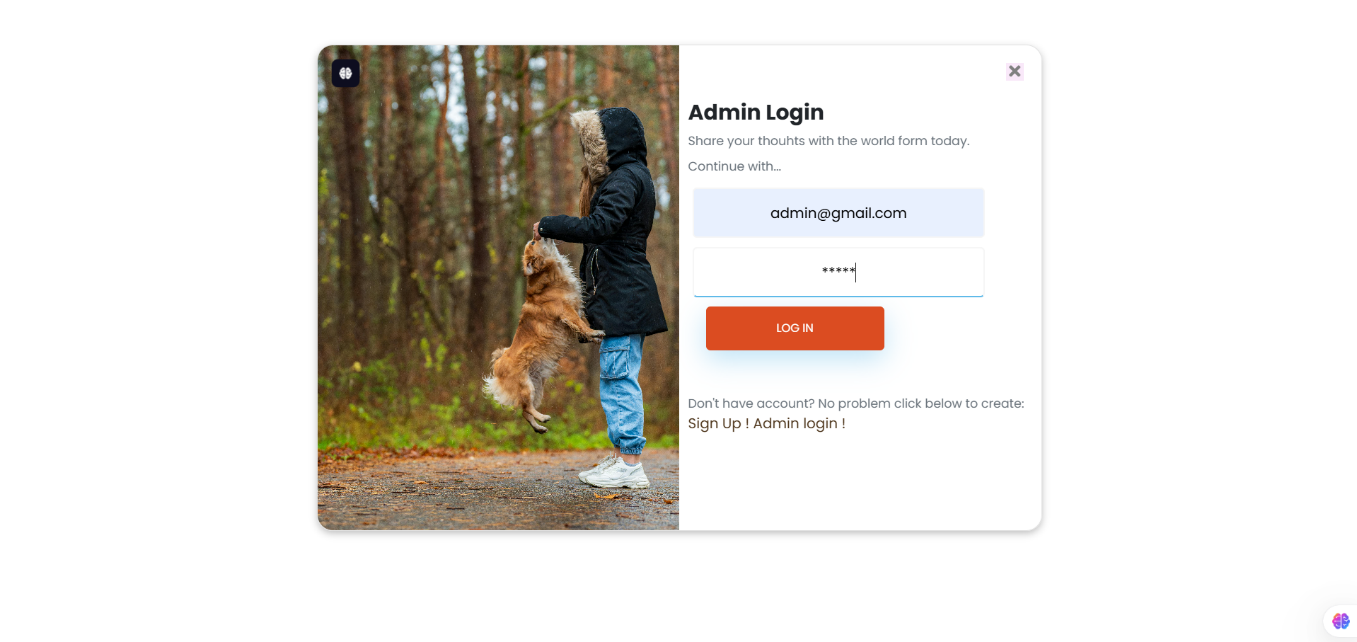 Admin Login
Share your thouhts with the world form today.
Continue with...
admin@gmail.com
*****
LOG IN
Don't have account? No problem click below to create:
Sign Up ! Admin login !